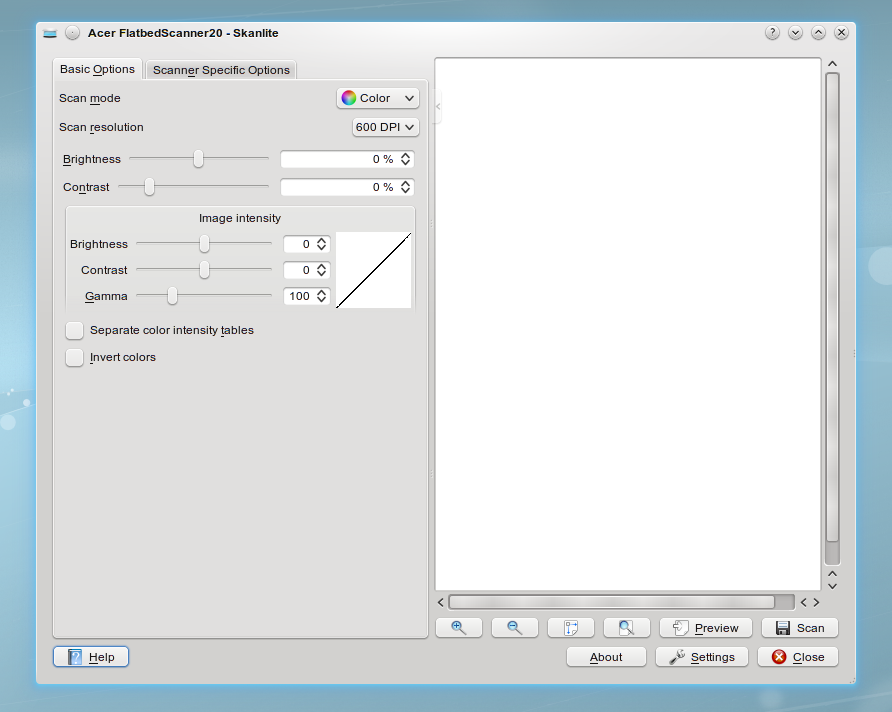 Acer FlatbedScanner20 - Skanlite
Basic Options
Scanner Specific Options
Scan mode
Color
Scan resolution
600 DPI
Brightness
0 %
Contrast
0 %
Image intensity
Brightness
0
Contrast
0
Gamma
100
Separate color intensity tables
Invert colors
Preview
Scan
Help
About
Settings
Close